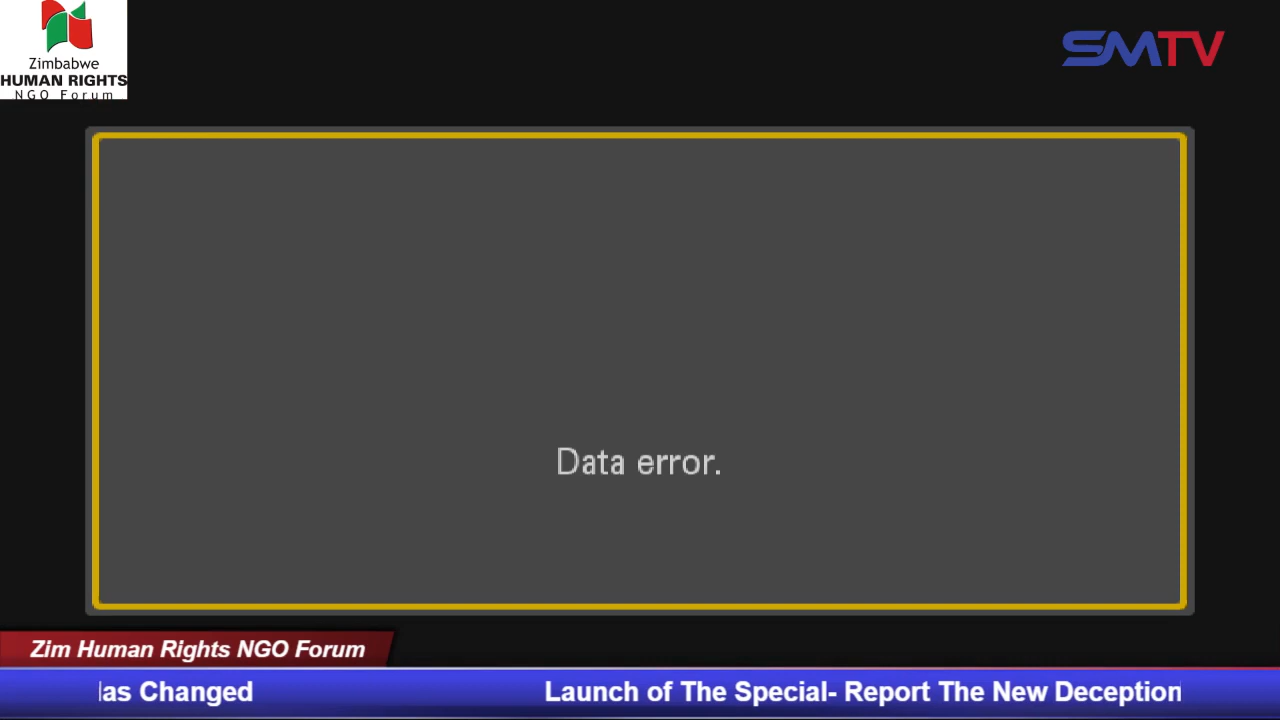 Zimbabwe
HUMAN RIGHTS
NGO Forum
SMTV
Data error.
Zim Human Rights NGO Forum
as Changed
Launch of The Special- Report The New Deception